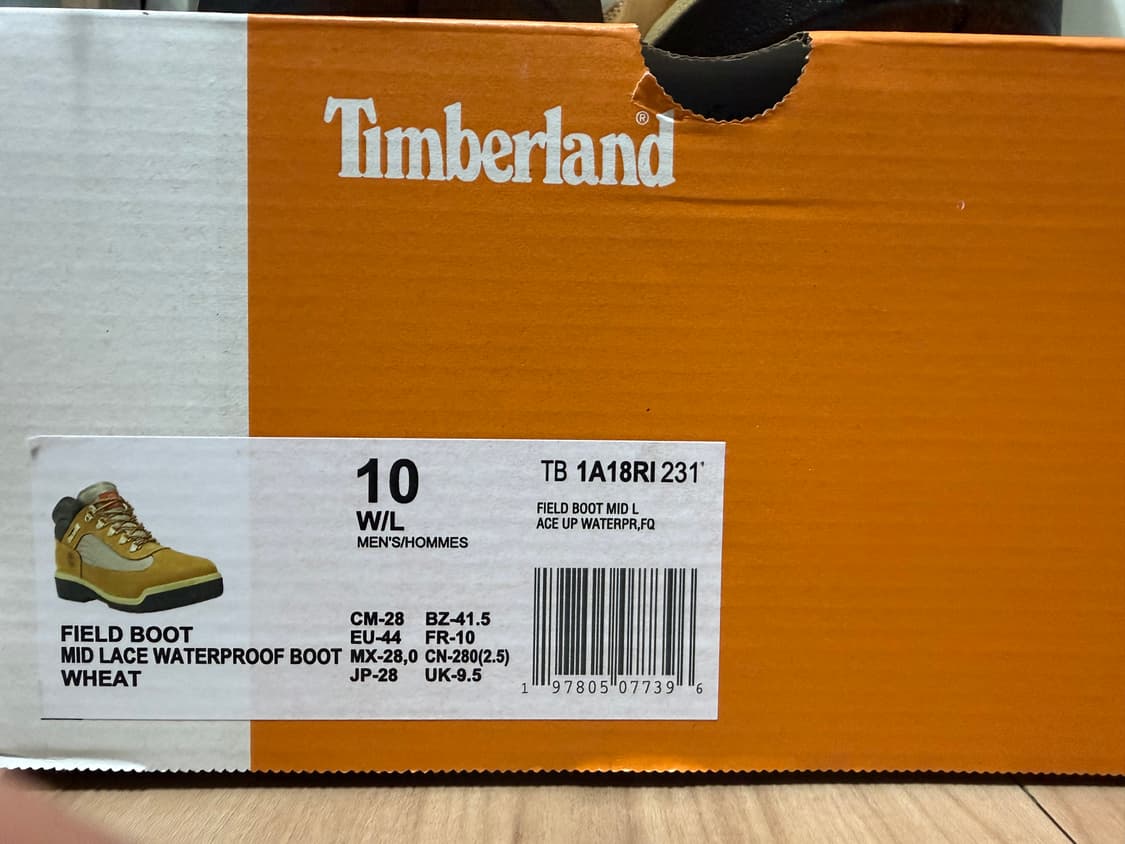 Timberland®
10
W/L
MEN'S/HOMMES
TB 1A18RI 231
FIELD BOOT MID L
ACE UP WATERPR,FQ
FIELD BOOT
MID LACE WATERPROOF BOOT
WHEAT
CM-28 BZ-41.5
EU-44 FR-10
MX-28,0 CN-280(2.5)
JP-28 UK-9.5
1 97805 07739 6